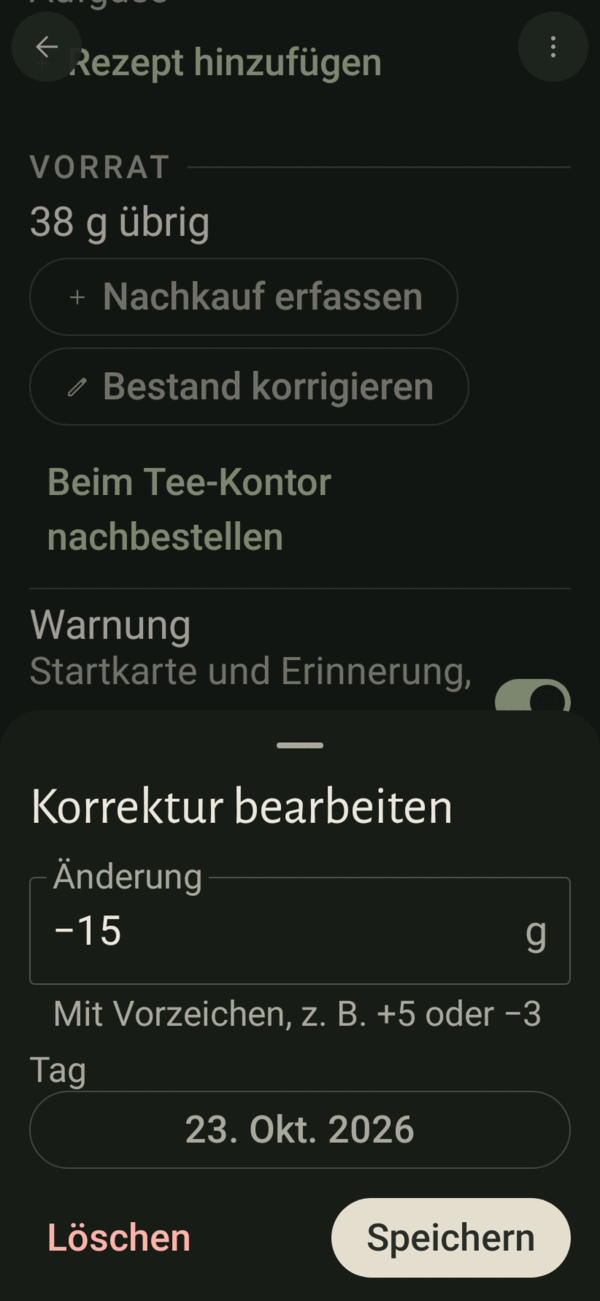 Rezept hinzufügen
VORRAT
38 g übrig
+ Nachkauf erfassen
Bestand korrigieren
Beim Tee-Kontor
nachbestellen
Warnung
Startkarte und Erinnerung,
Korrektur bearbeiten
Änderung
−15 g
Mit Vorzeichen, z. B. +5 oder −3
Tag
23. Okt. 2026
Löschen
Speichern